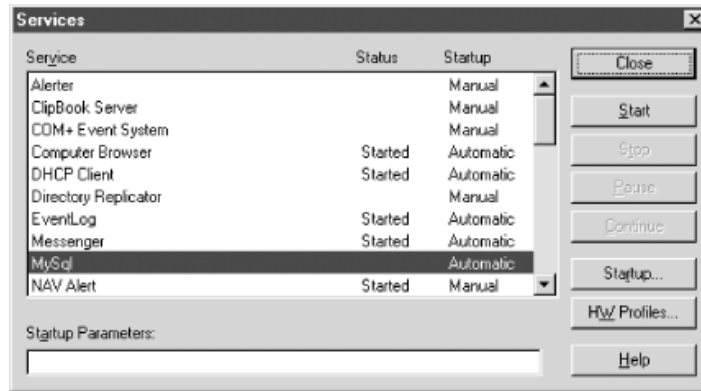 Services
Service Status Startup
Alerter Manual
ClipBook Server Manual
COM+ Event System Manual
Computer Browser Started Automatic
DHCP Client Started Automatic
Directory Replicator Manual
EventLog Started Automatic
Messenger Started Automatic
MySql Automatic
NAV Alert Started Manual
Startup Parameters:
Close
Start
Stop
Pause
Continue
Startup...
HW Profiles...
Help